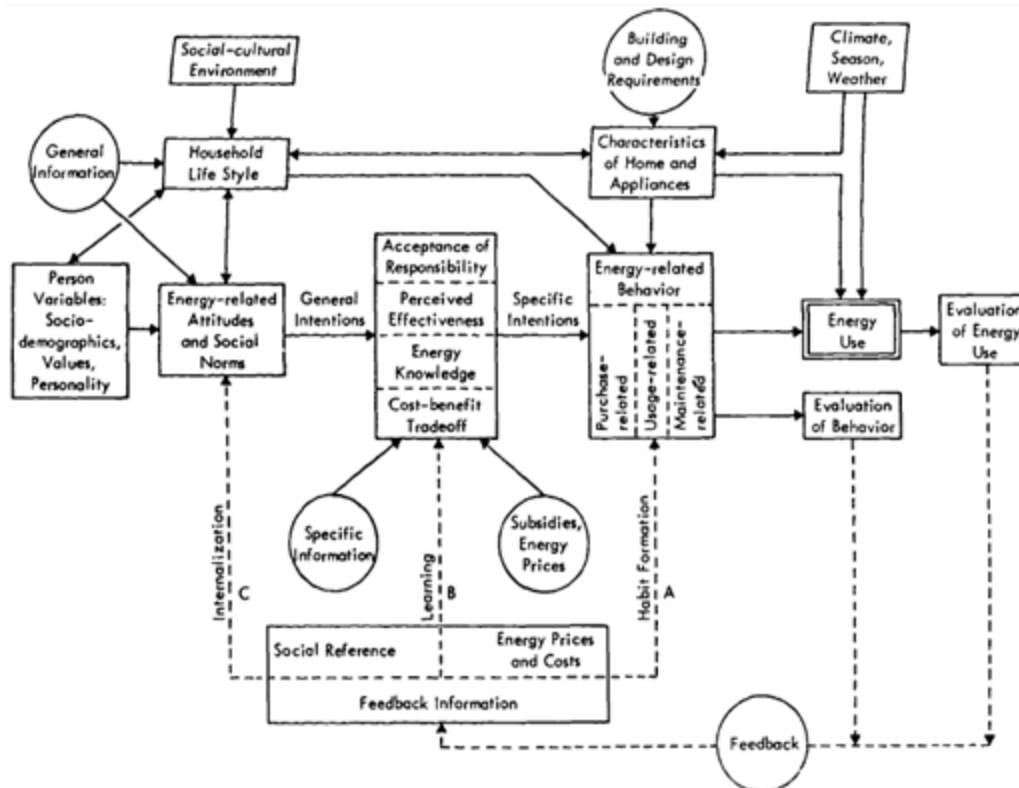 Social-cultural
Environment
Building
and Design
Requirements
Climate,
Season,
Weather
General
Information
Household
Life Style
Characteristics
of Home and
Appliances
Person
Variables:
Socio-
demographics,
Values,
Personality
Energy-related
Attitudes
and Social
Norms
General
Intentions
Acceptance of
Responsibility
Perceived
Effectiveness
Energy
Knowledge
Cost-benefit
Tradeoff
Specific
Intentions
Energy-related
Behavior
Purchase-
related
Usage-related
Maintenance-
related
Energy
Use
Evaluation
of Energy
Use
Evaluation
of Behavior
Specific
Information
Subsidies,
Energy
Prices
Internalization
C
Learning
B
Habit Formation
A
Social Reference
Energy Prices
and Costs
Feedback Information
Feedback